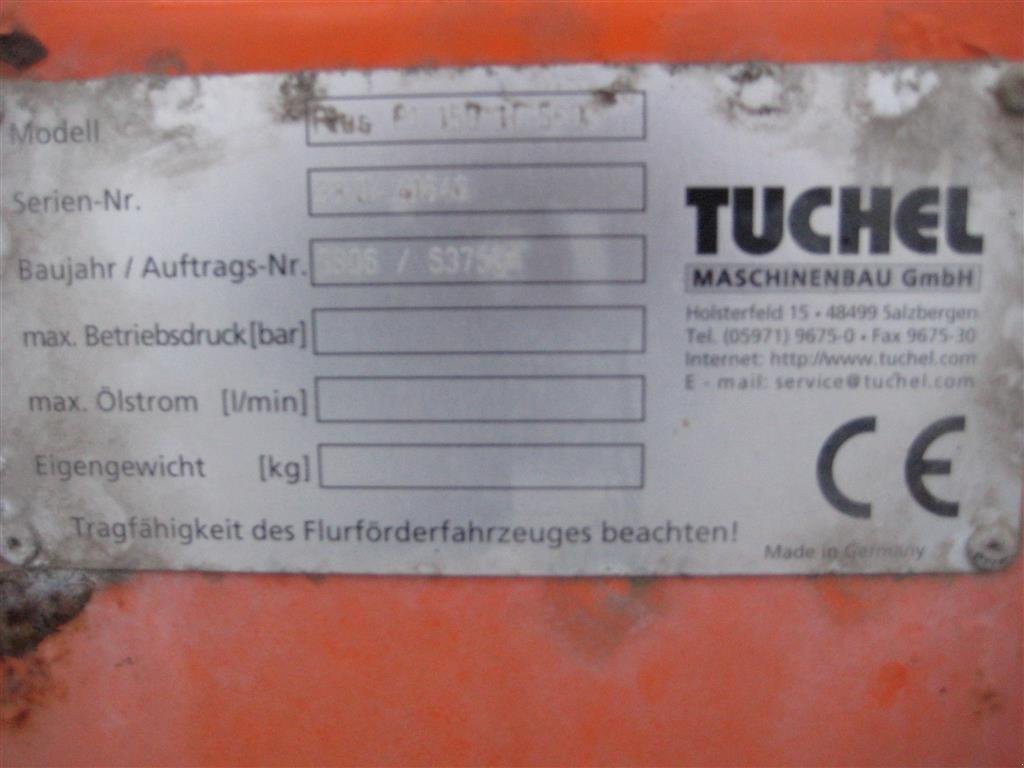 Modell
Serien-Nr.
Baujahr / Auftrags-Nr. /
max. Betriebsdruck [bar]
max. Ölstrom [l/min]
Eigengewicht [kg]
Tragfähigkeit des Flurförderfahrzeuges beachten!
TUCHEL
MASCHINENBAU GmbH
Holsterfeld 15 • 48499 Salzbergen
Tel. (05971) 9675-0 • Fax 9675-30
Internet: http://www.tuchel.com
E - mail: service@tuchel.com
CE
Made in Germany